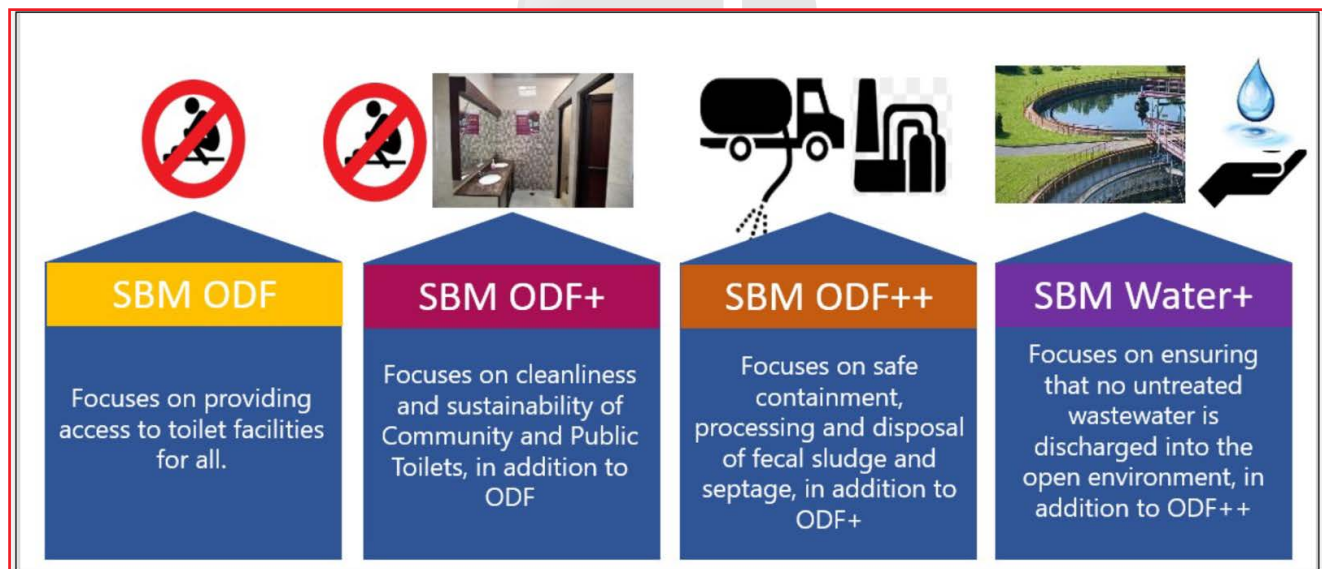 SBM ODF
Focuses on providing
access to toilet facilities
for all.
SBM ODF+
Focuses on cleanliness
and sustainability of
Community and Public
Toilets, in addition to
ODF
SBM ODF++
Focuses on safe
containment,
processing and disposal
of fecal sludge and
septage, in addition to
ODF+
SBM Water+
Focuses on ensuring
that no untreated
wastewater is
discharged into the
open environment, in
addition to ODF++